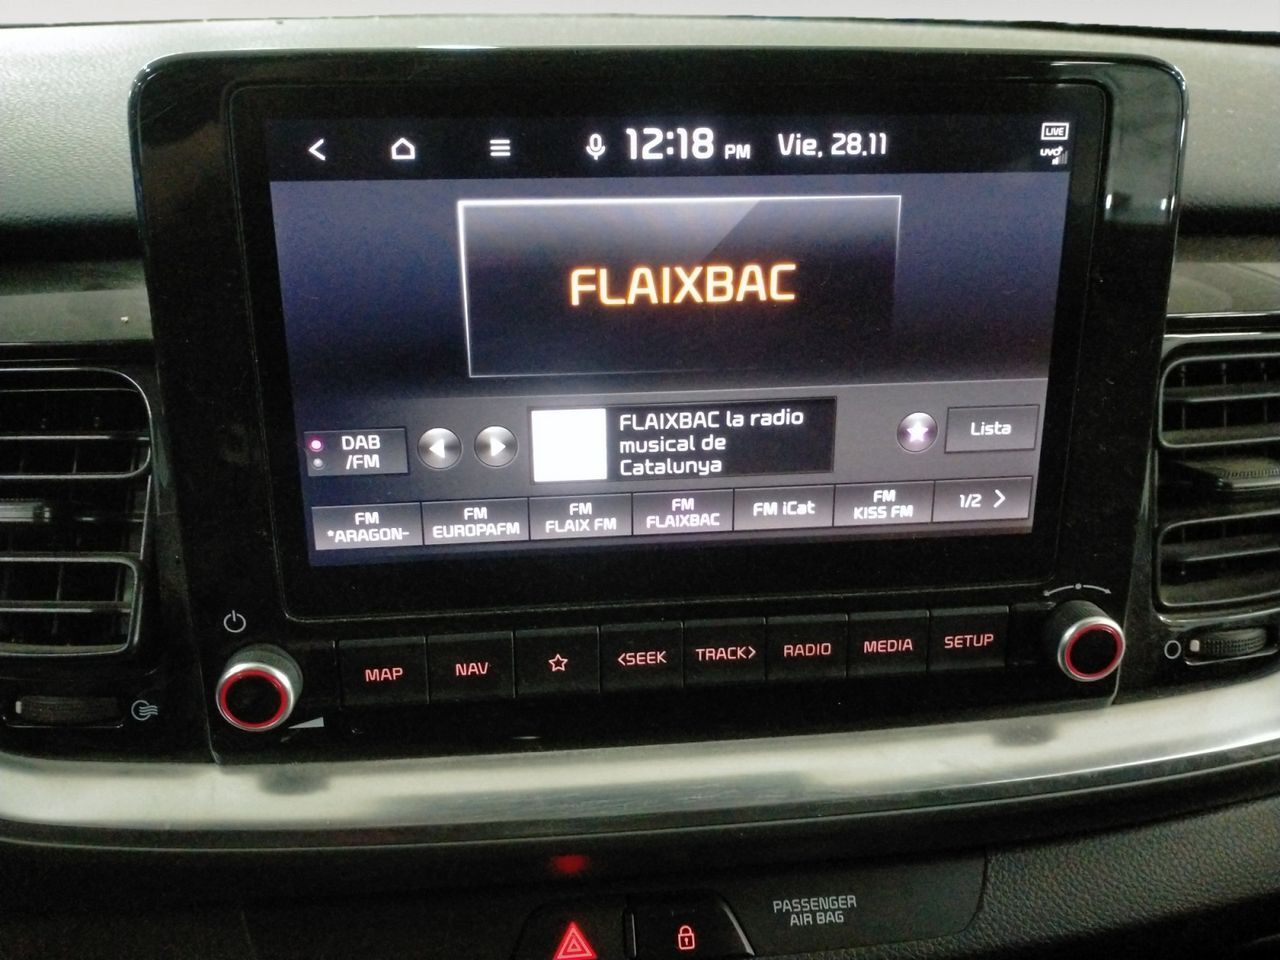 12:18 PM Vie, 28.11
LIVE
UVO
FLAIXBAC
DAB
/FM
FLAIXBAC la radio
musical de
Catalunya
Lista
FM
*ARAGON-
FM
EUROPAFM
FM
FLAIX FM
FM
FLAIXBAC
FM iCat
FM
KISS FM
1/2 >
MAP
NAV
<SEEK
TRACK>
RADIO
MEDIA
SETUP
PASSENGER
AIR BAG